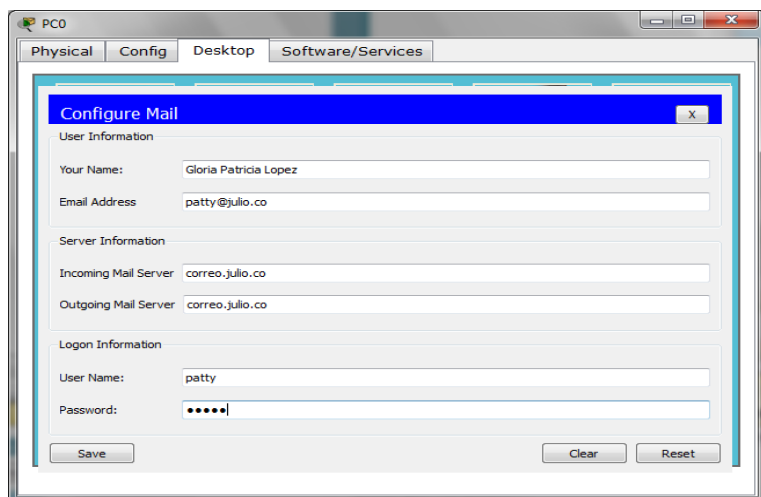 PC0
Physical Config Desktop Software/Services
Configure Mail X
User Information
Your Name: Gloria Patricia Lopez
Email Address patty@julio.co
Server Information
Incoming Mail Server correo.julio.co
Outgoing Mail Server correo.julio.co
Logon Information
User Name: patty
Password: •••••
Save Clear Reset